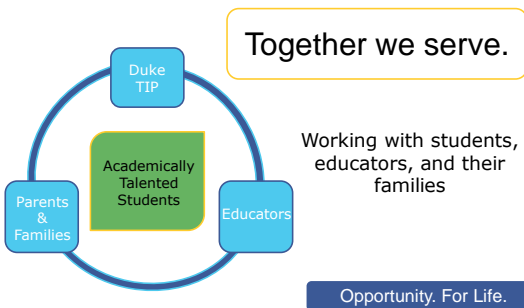 Together we serve.
Duke
TIP
Academically
Talented
Students
Parents
&
Families
Educators
Working with students,
educators, and their
families
Opportunity. For Life.